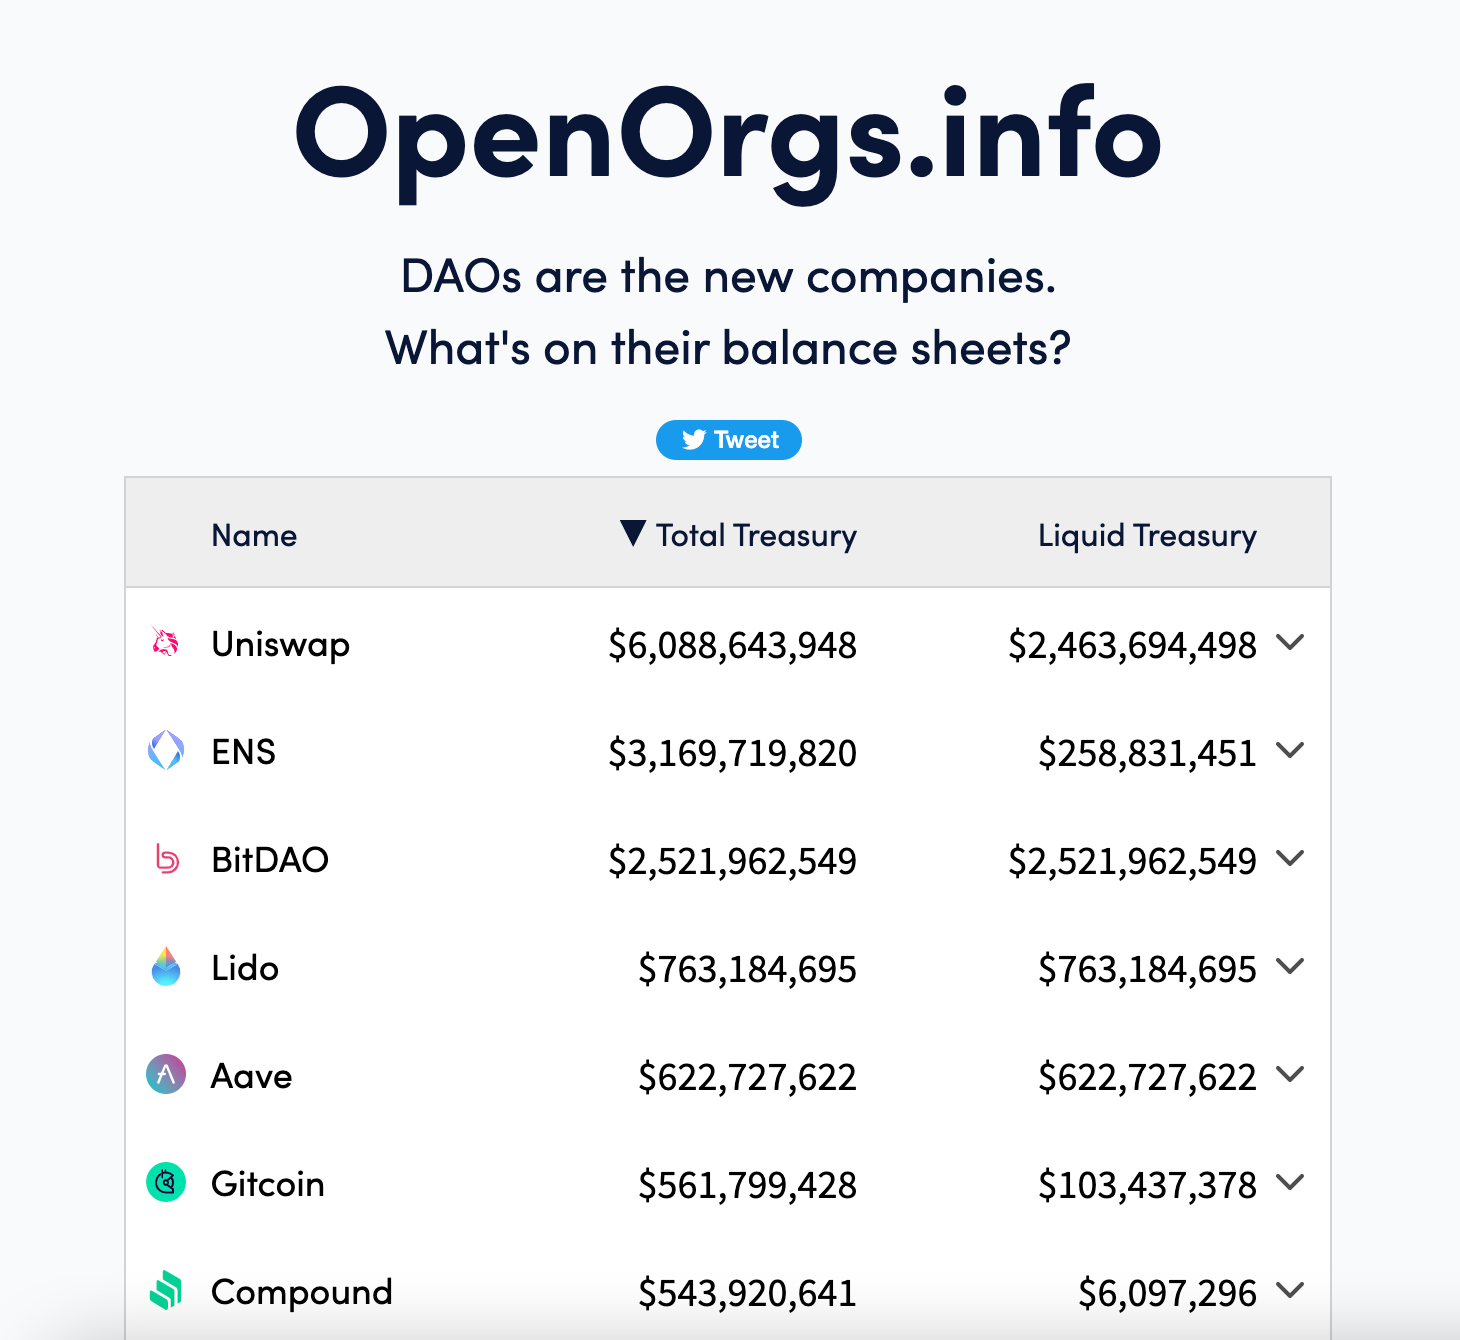 OpenOrgs.info
DAOs are the new companies.
What's on their balance sheets?
Tweet
Name ▼ Total Treasury Liquid Treasury
Uniswap $6,088,643,948 $2,463,694,498
ENS $3,169,719,820 $258,831,451
BitDAO $2,521,962,549 $2,521,962,549
Lido $763,184,695 $763,184,695
Aave $622,727,622 $622,727,622
Gitcoin $561,799,428 $103,437,378
Compound $543,920,641 $6,097,296